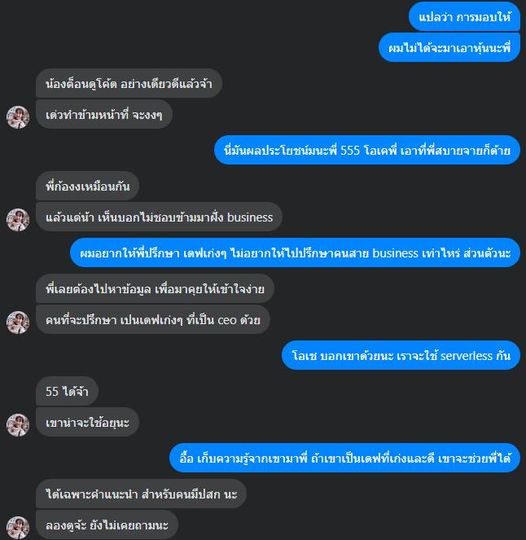 แปลว่า การมอบให้
ผมไม่ได้จะมาเอาหุ้นนะพี่
น้องต็อนดูโค้ด อย่างเดียวดีแล้วจ้า
เด่วทำข้ามหน้าที่ จะงงๆ
นี่มันผลประโยชน์มนะพี่ 555 โอเคพี่ เอาที่พี่สบายจายก็ด้าย
พี่ก้องงเหมือนกัน
แล้วแต่น้า เห็นบอกไม่ชอบข้ามมาฝั่ง business
ผมอยากให้พี่ปรึกษา เดฟเก่งๆ ไม่อยากให้ไปปรึกษาคนสาย business เท่าไหร่ ส่วนตัวนะ
พี่เลยต้องไปหาข้อมูล เพื่อมาคุยให้เข้าใจง่าย
คนที่จะปรึกษา เปนเดฟเก่งๆ ที่เป็น ceo ด้วย
โอเช บอกเขาด้วยนะ เราจะใช้ serverless กัน
55 ได้จ้า
เขาน่าจะใช้อยุนะ
อื้อ เก็บความรู้จากเขามาพี่ ถ้าเขาเป็นเดฟที่เก่งและดี เขาจะช่วยพี่ได้
ได้เฉพาะคำแนะนำ สำหรับคนมีปสก นะ
ลองดูจ้ะ ยังไม่เคยถามนะ